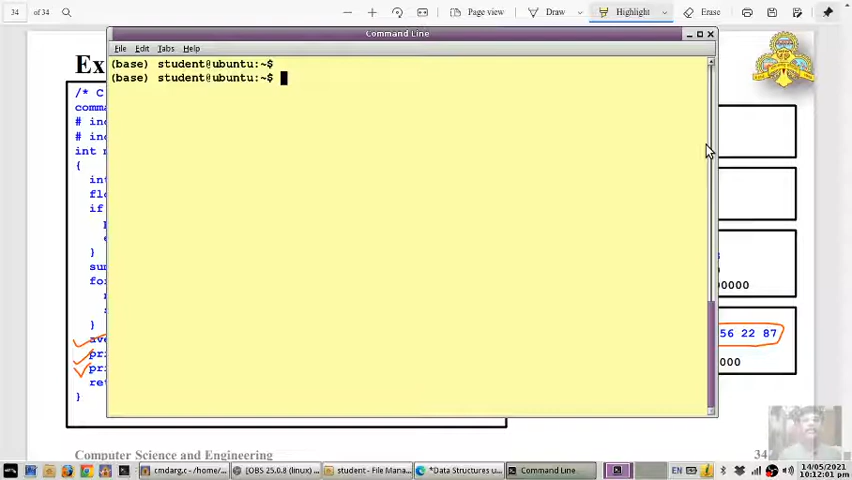 34 of 34 Page view Draw Highlight Erase
Command Line
File Edit Tabs Help
(base) student@ubuntu:~$
(base) student@ubuntu:~$
Ex
/* C
comma
# inc
# inc
int m
{
int
flo
if
p
e
}
sum
for
}
ave
pri
pri
ret
}
00000
56 22 87
000
Computer Science and Engineering 34
cmdarg.c - /home/... [OBS 25.0.8 (linux) ... student - File Mana... *Data Structures u... Command Line EN 14/05/2021
10:12:01 PM